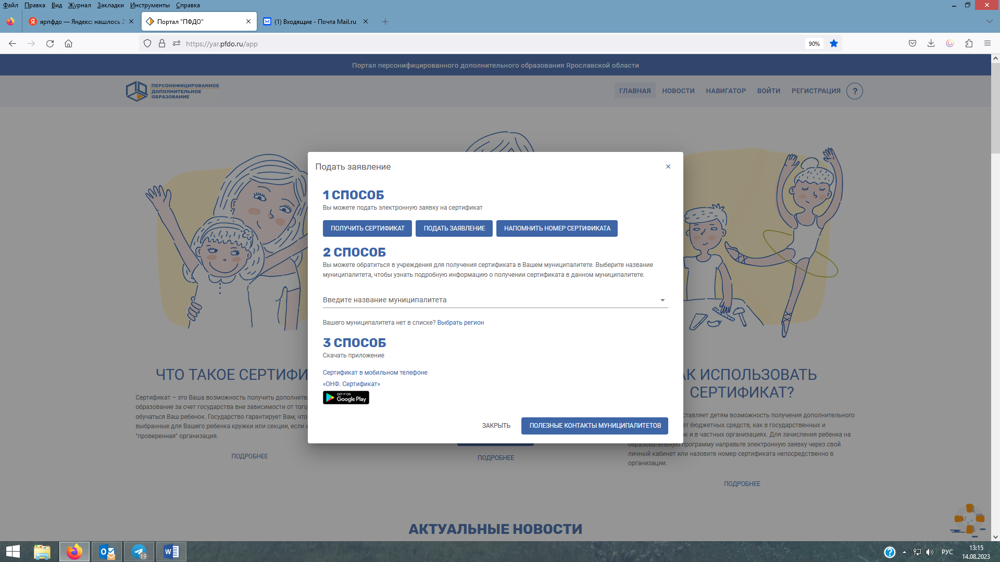 Файл Правка Вид Журнал Закладки Инструменты Справка
ярпфдо — Яндекс: нашлось
Портал "ПФДО"
(1) Входящие - Почта Mail.ru
https://yar.pfdo.ru/app
90%
Портал персонифицированного дополнительного образования Ярославской области
ПЕРСОНИФИЦИРОВАННОЕ
ДОПОЛНИТЕЛЬНОЕ
ОБРАЗОВАНИЕ
ГЛАВНАЯ НОВОСТИ НАВИГАТОР ВОЙТИ РЕГИСТРАЦИЯ ?
Подать заявление
1 СПОСОБ
Вы можете подать электронную заявку на сертификат
ПОЛУЧИТЬ СЕРТИФИКАТ ПОДАТЬ ЗАЯВЛЕНИЕ НАПОМНИТЬ НОМЕР СЕРТИФИКАТА
2 СПОСОБ
Вы можете обратиться в учреждения для получения сертификата в Вашем муниципалитете. Выберите название
муниципалитета, чтобы узнать подробную информацию о получении сертификата в данном муниципалитете.
Введите название муниципалитета
Вашего муниципалитета нет в списке? Выбрать регион
3 СПОСОБ
Скачать приложение
Сертификат в мобильном телефоне
«ОНФ. Сертификат»
GET IT ON
Google Play
ЗАКРЫТЬ ПОЛЕЗНЫЕ КОНТАКТЫ МУНИЦИПАЛИТЕТОВ
ЧТО ТАКОЕ СЕРТИФИ
Сертификат – это Ваша возможность получить дополните
образование за счет государства вне зависимости от того
обучаться Ваш ребенок. Государство гарантирует Вам, что
выбранные для Вашего ребенка кружки или секции, если
"проверенная" организация.
ПОДРОБНЕЕ
ПОДРОБНЕЕ
АК ИСПОЛЬЗОВАТЬ
СЕРТИФИКАТ?
ставляет детям возможность получения дополнительного
ет бюджетных средств, как в государственных и
ак и в частных организациях. Для зачисления ребенка на
образовательную программу направьте электронную заявку через свой
личный кабинет или назовите номер сертификата непосредственно в
организации.
ПОДРОБНЕЕ
АКТУАЛЬНЫЕ НОВОСТИ
19
РУС
13:15
14.08.2023